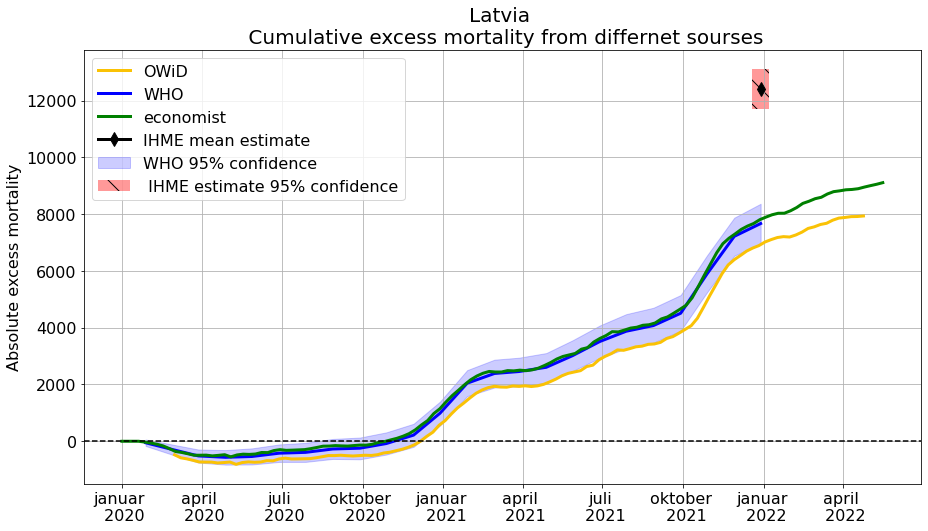 Latvia
Cumulative excess mortality from differnet sourses
OWiD
WHO
economist
IHME mean estimate
WHO 95% confidence
IHME estimate 95% confidence
Absolute excess mortality
12000
10000
8000
6000
4000
2000
0
januar april juli oktober januar april juli oktober januar april
2020 2020 2020 2020 2021 2021 2021 2021 2022 2022